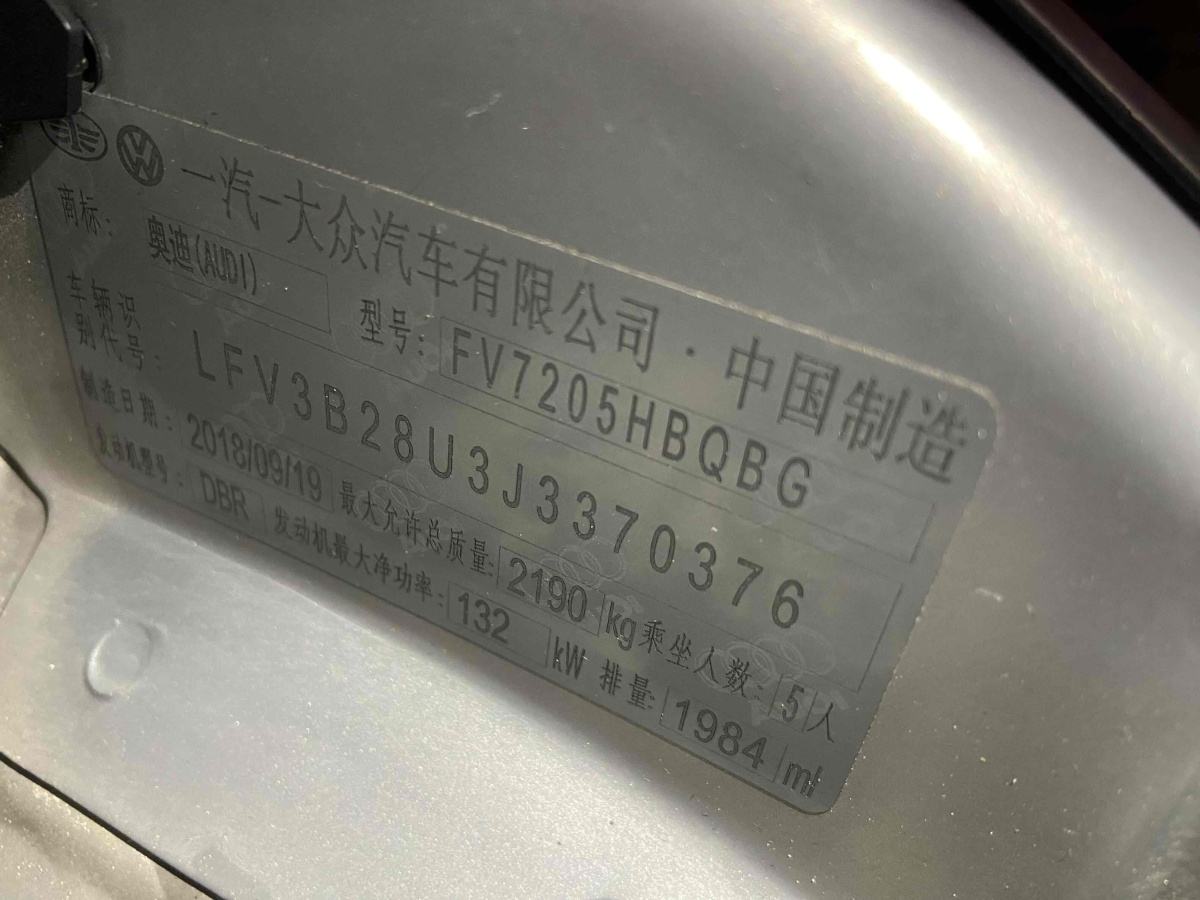 一汽-大众汽车有限公司·中国制造
商标: 奥迪(AUDI) 型号: FV7205HBQBG
车辆识别代号: LFV3B28U3J3370376
制造日期: 2018/09/19 最大允许总质量: 2190 kg 乘坐人数: 5 人
发动机型号: DBR 发动机最大净功率: 132 kW 排量: 1984 ml